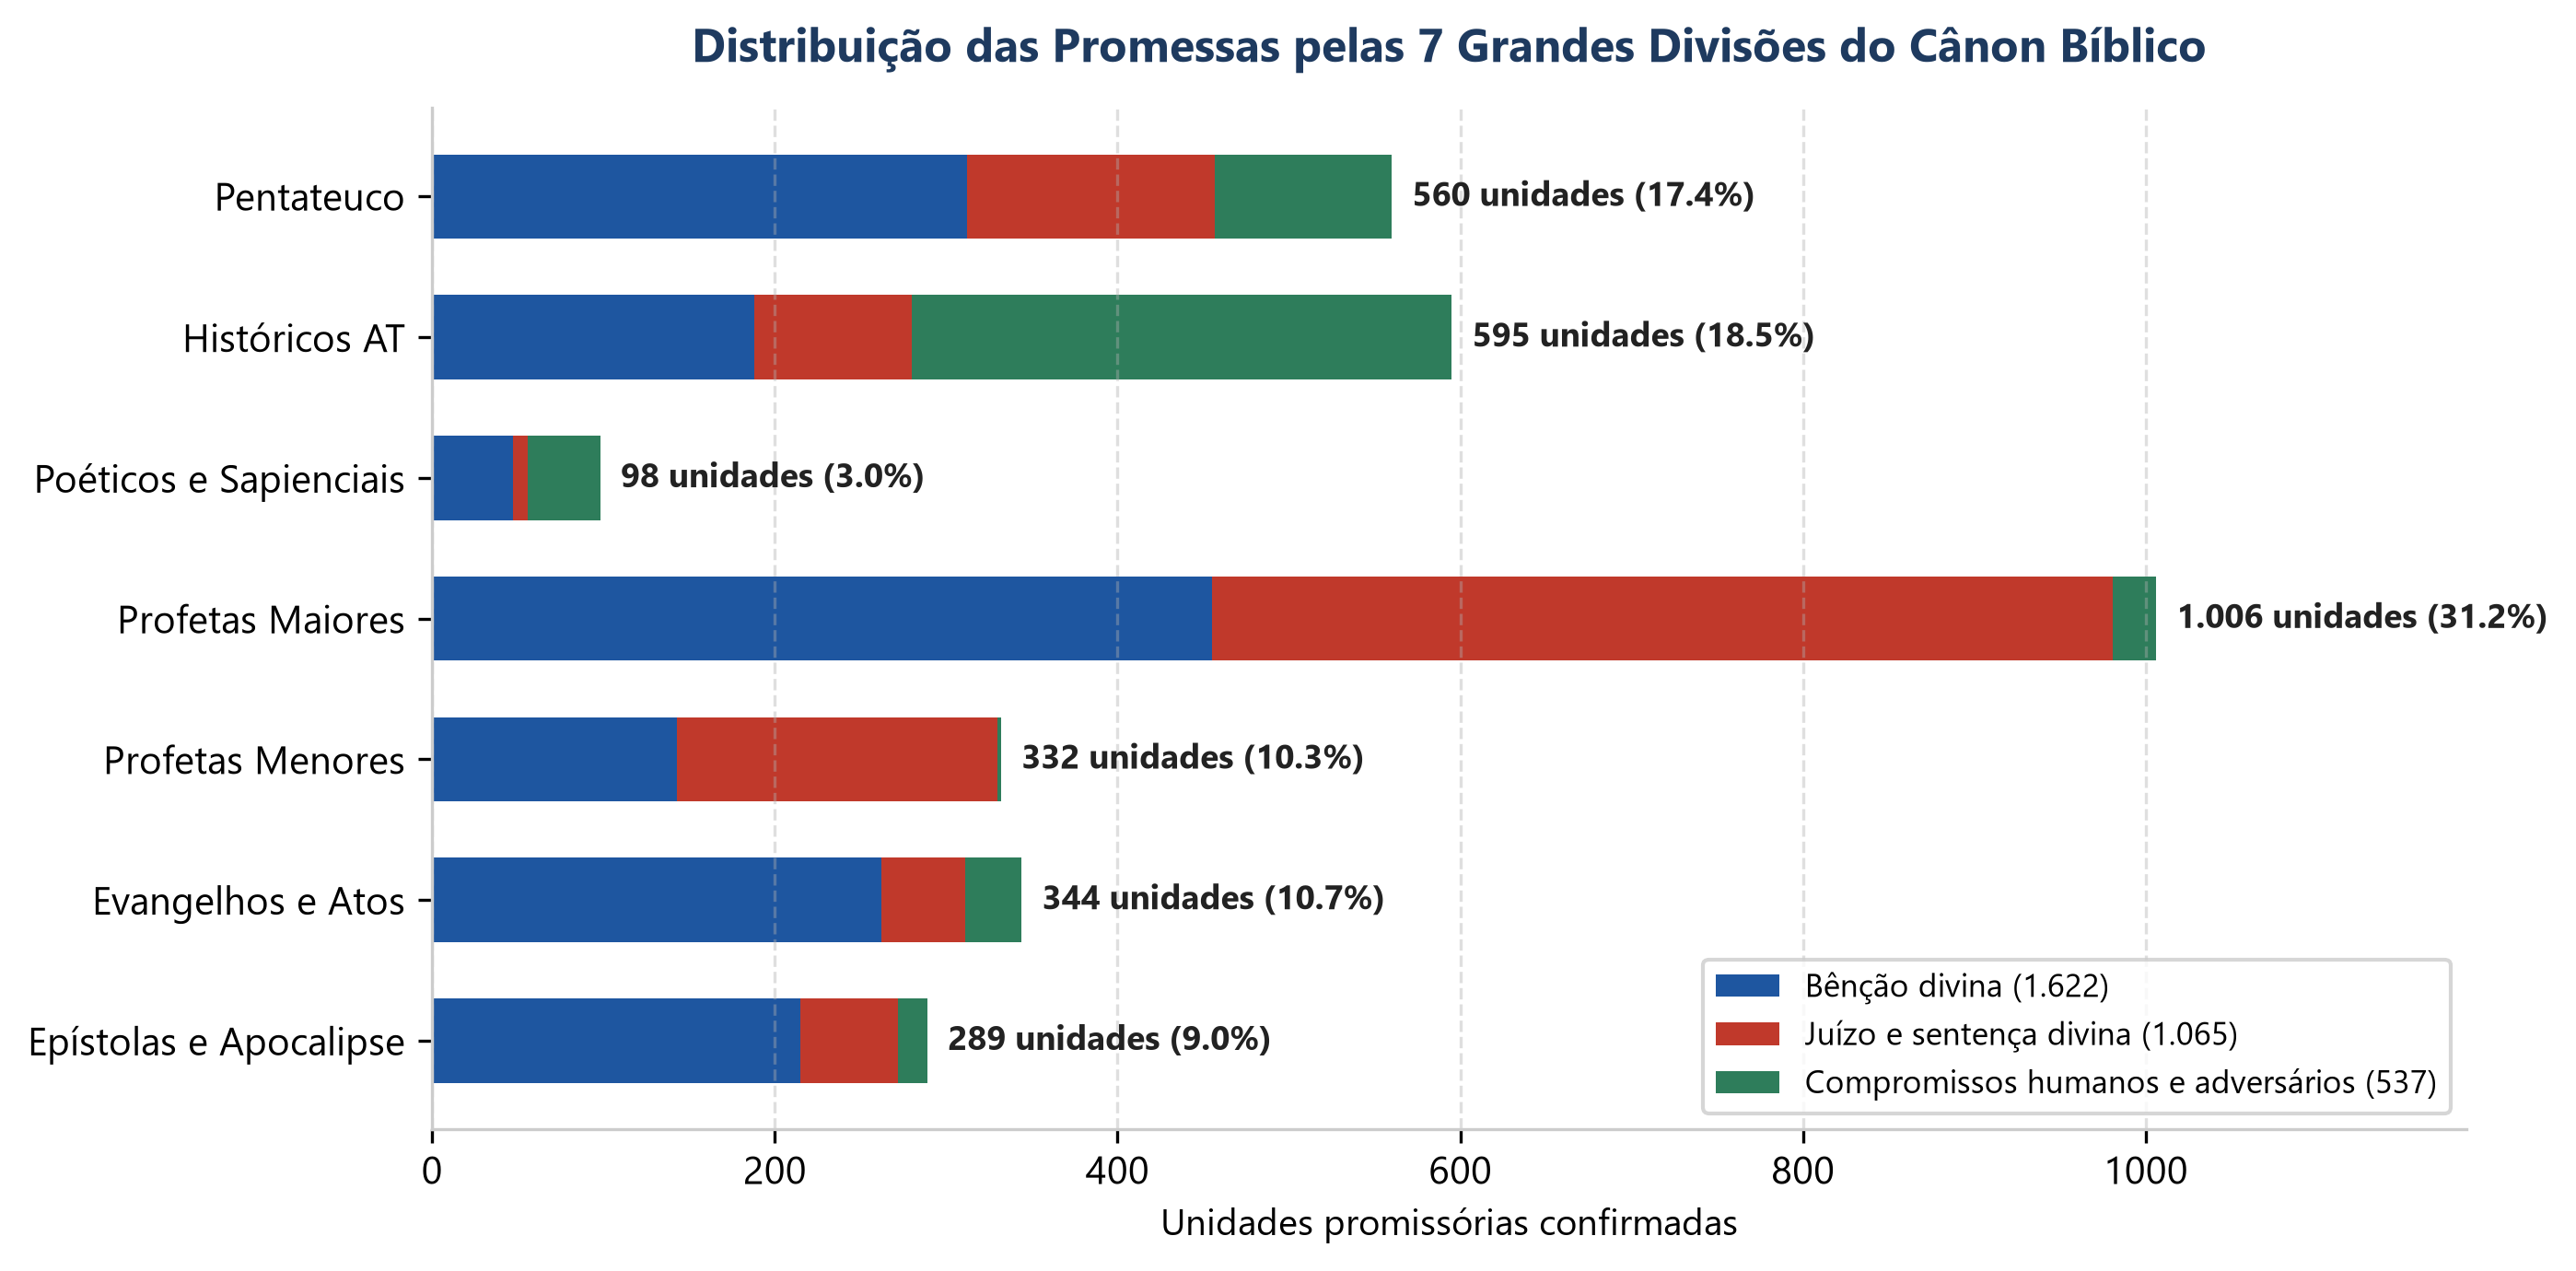 Distribuição das Promessas pelas 7 Grandes Divisões do Cânon Bíblico
Pentateuco
560 unidades (17.4%)
Históricos AT
595 unidades (18.5%)
Poéticos e Sapienciais
98 unidades (3.0%)
Profetas Maiores
1.006 unidades (31.2%)
Profetas Menores
332 unidades (10.3%)
Evangelhos e Atos
344 unidades (10.7%)
Epístolas e Apocalipse
289 unidades (9.0%)
Bênção divina (1.622)
Juízo e sentença divina (1.065)
Compromissos humanos e adversários (537)
0 200 400 600 800 1000
Unidades promissórias confirmadas